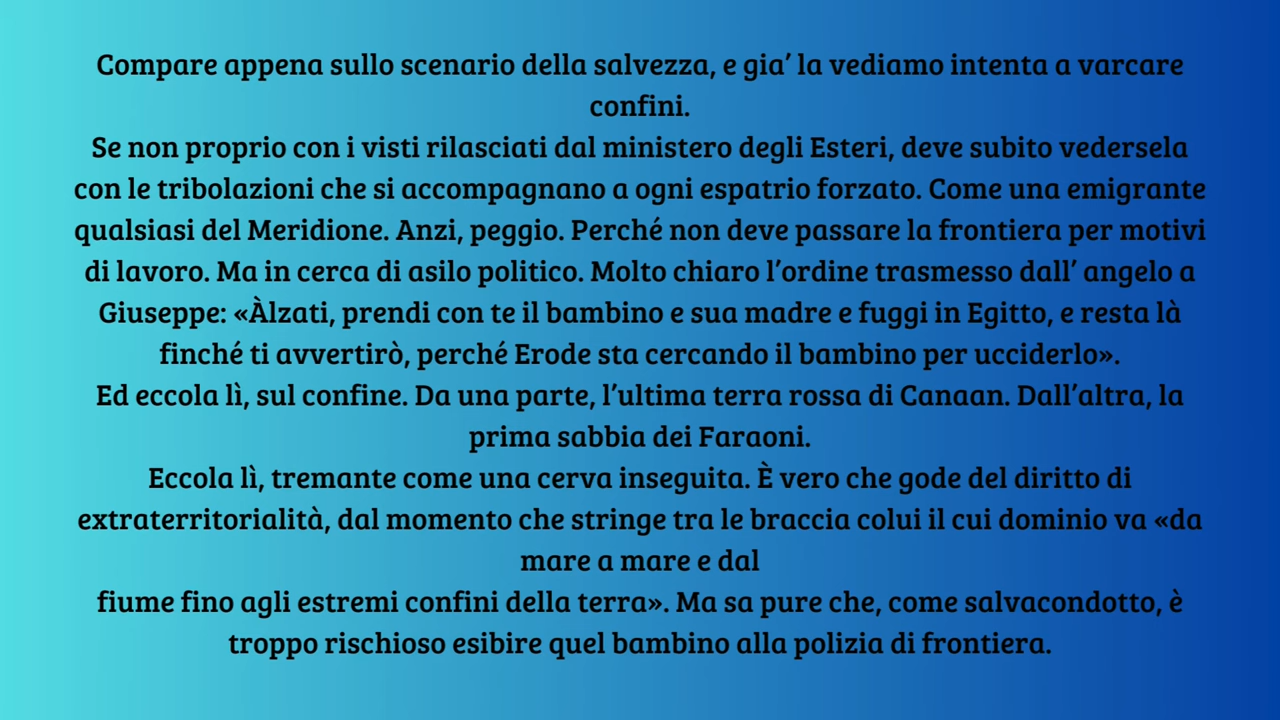 Compare appena sullo scenario della salvezza, e gia’ la vediamo intenta a varcare
confini.
Se non proprio con i visti rilasciati dal ministero degli Esteri, deve subito vedersela
con le tribolazioni che si accompagnano a ogni espatrio forzato. Come una emigrante
qualsiasi del Meridione. Anzi, peggio. Perché non deve passare la frontiera per motivi
di lavoro. Ma in cerca di asilo politico. Molto chiaro l’ordine trasmesso dall’ angelo a
Giuseppe: «Àlzati, prendi con te il bambino e sua madre e fuggi in Egitto, e resta là
finché ti avvertirò, perché Erode sta cercando il bambino per ucciderlo».
Ed eccola lì, sul confine. Da una parte, l’ultima terra rossa di Canaan. Dall’altra, la
prima sabbia dei Faraoni.
Eccola lì, tremante come una cerva inseguita. È vero che gode del diritto di
extraterritorialità, dal momento che stringe tra le braccia colui il cui dominio va «da
mare a mare e dal
fiume fino agli estremi confini della terra». Ma sa pure che, come salvacondotto, è
troppo rischioso esibire quel bambino alla polizia di frontiera.